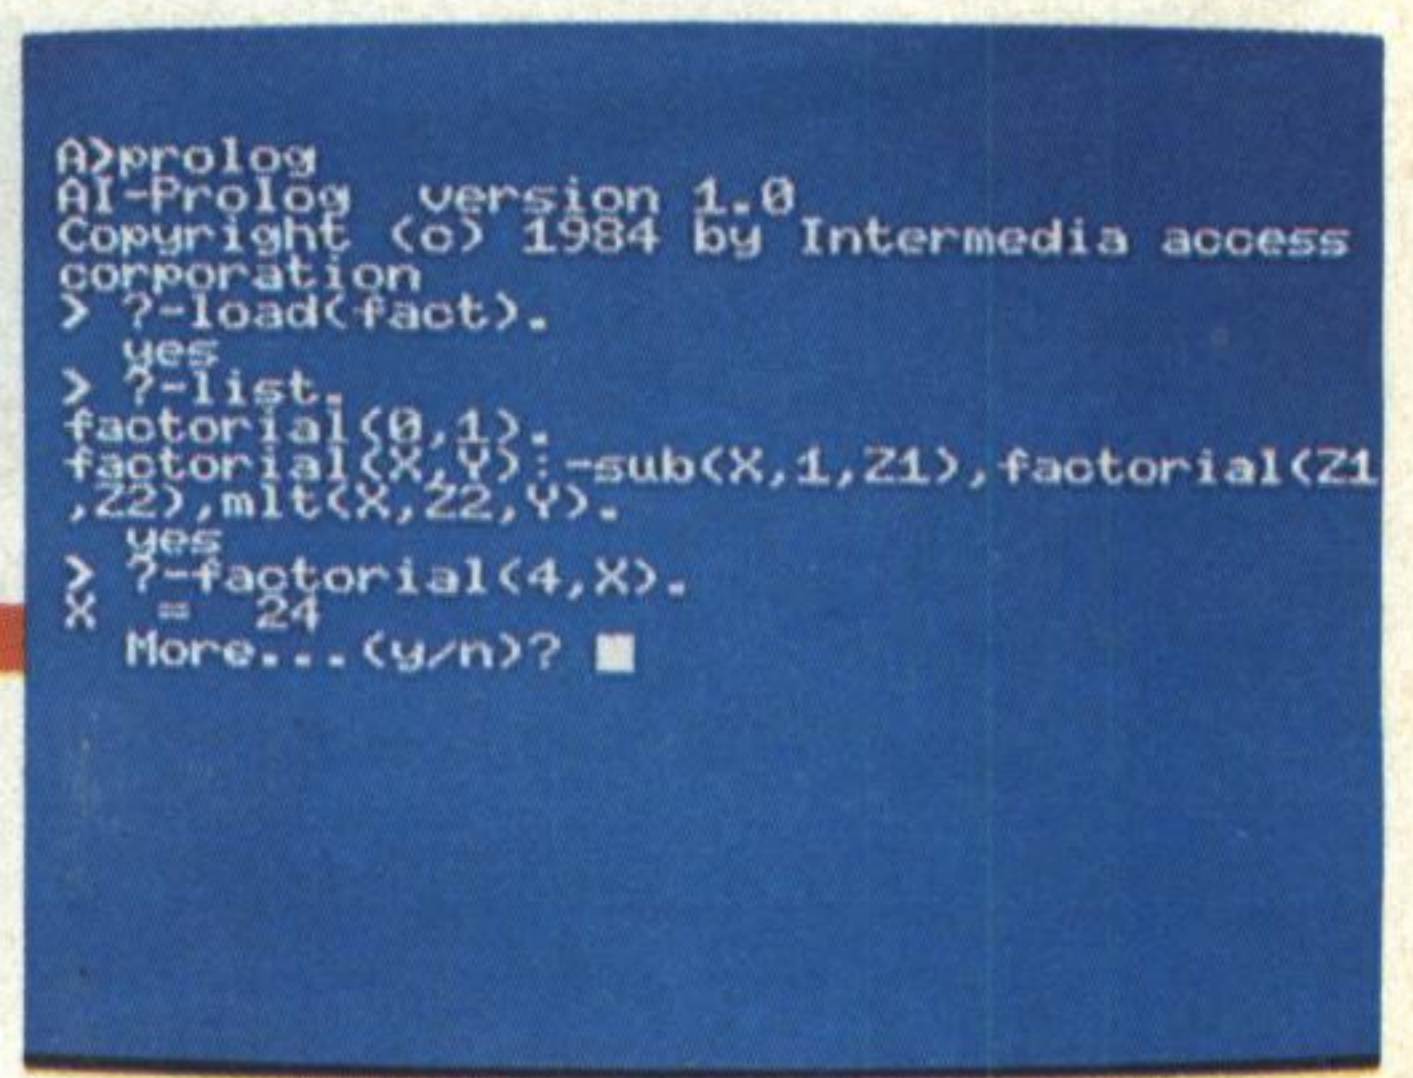 A>prolog
AI-Prolog  version 1.0
Copyright (c) 1984 by Intermedia access
corporation
> ?-load(fact).
yes
> ?-list.
factorial(0,1).
factorial(X,Y):-sub(X,1,Z1),factorial(Z1
,Z2),mlt(X,Z2,Y).
yes
> ?-factorial(4,X).
X  =  24
More...(y/n)?